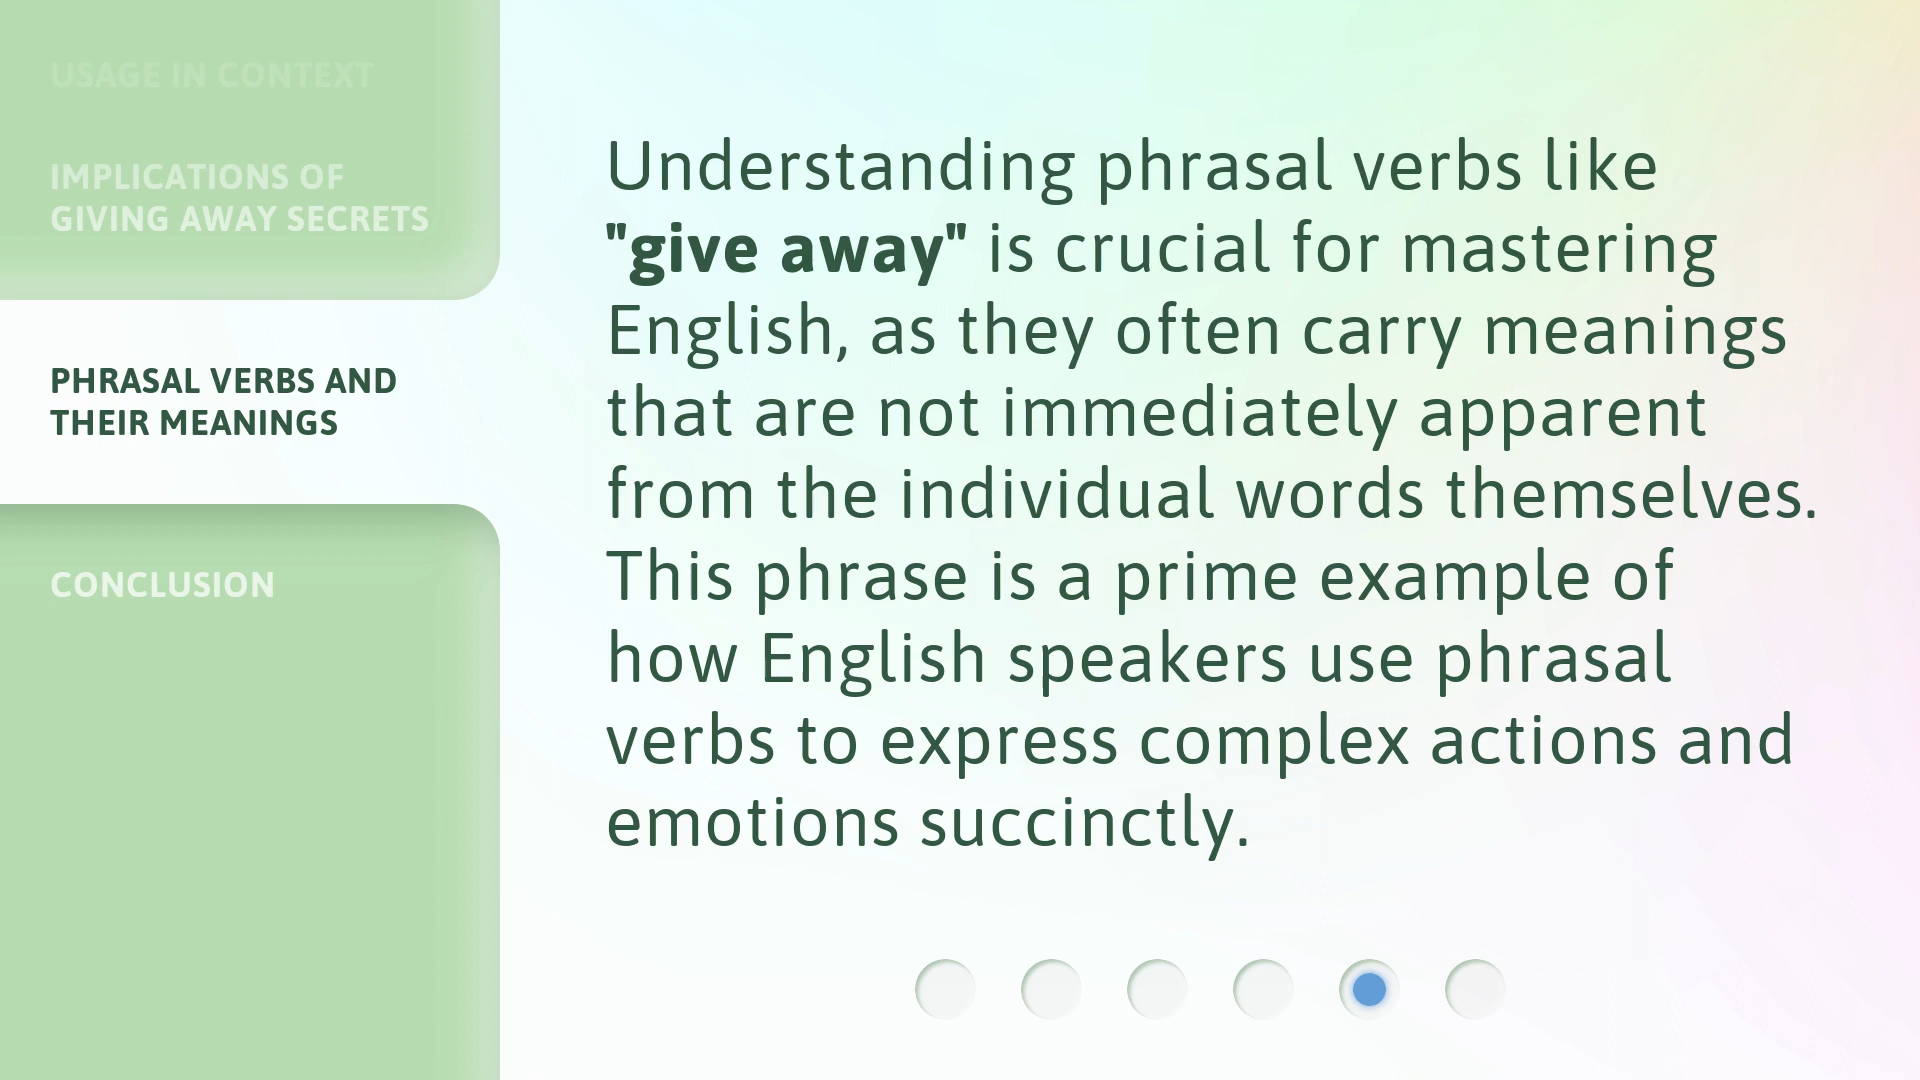 USAGE IN CONTEXT
IMPLICATIONS OF
GIVING AWAY SECRETS
PHRASAL VERBS AND
THEIR MEANINGS
CONCLUSION
Understanding phrasal verbs like
"give away" is crucial for mastering
English, as they often carry meanings
that are not immediately apparent
from the individual words themselves.
This phrase is a prime example of
how English speakers use phrasal
verbs to express complex actions and
emotions succinctly.